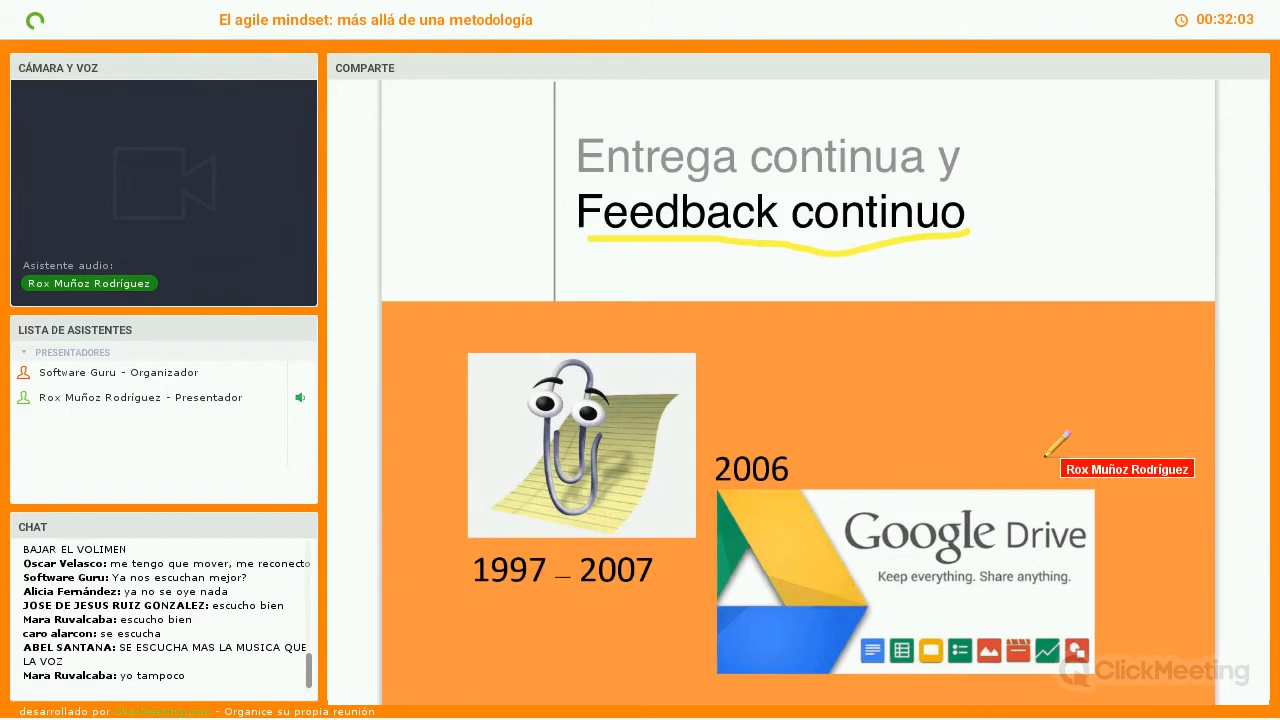 El agile mindset: más allá de una metodología
00:32:03
CÁMARA Y VOZ
Asistente audio:
Rox Muñoz Rodríguez
LISTA DE ASISTENTES
PRESENTADORES
Software Guru - Organizador
Rox Muñoz Rodríguez - Presentador
CHAT
BAJAR EL VOLIMEN
Oscar Velasco: me tengo que mover, me reconecto
Software Guru: Ya nos escuchan mejor?
Alicia Fernández: ya no se oye nada
JOSE DE JESUS RUIZ GONZALEZ: escucho bien
Mara Ruvalcaba: escucho bien
caro alarcon: se escucha
ABEL SANTANA: SE ESCUCHA MAS LA MUSICA QUE
LA VOZ
Mara Ruvalcaba: yo tampoco
desarrollado por ClickMeeting.com - Organice su propia reunión
COMPARTE
Entrega continua y
Feedback continuo
1997 – 2007
2006
Rox Muñoz Rodríguez
Google Drive
Keep everything. Share anything.
ClickMeeting